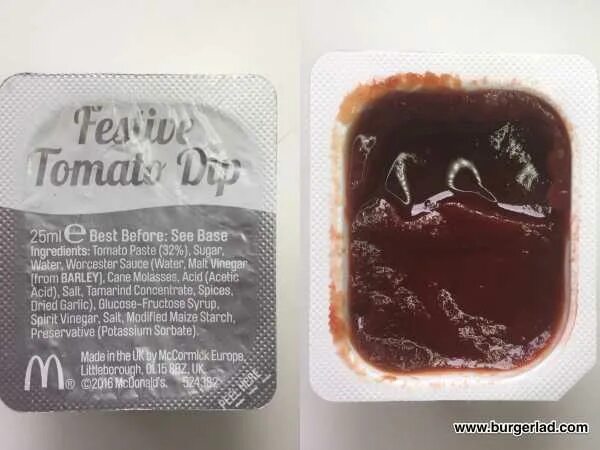 Festive
Tomato Dip
25ml e Best Before: See Base
Ingredients: Tomato Paste (32%), Sugar,
Water, Worcester Sauce (Water, Malt Vinegar
[from BARLEY], Cane Molasses, Acid (Acetic
Acid), Salt, Tamarind Concentrate, Spices,
Dried Garlic), Glucose-Fructose Syrup,
Spirit Vinegar, Salt, Modified Maize Starch,
Preservative (Potassium Sorbate).
Made in the UK by McCormick Europe,
Littleborough, OL15 8BZ, UK.
©2016 McDonald's. 524392
PEEL HERE
www.burgerlad.com